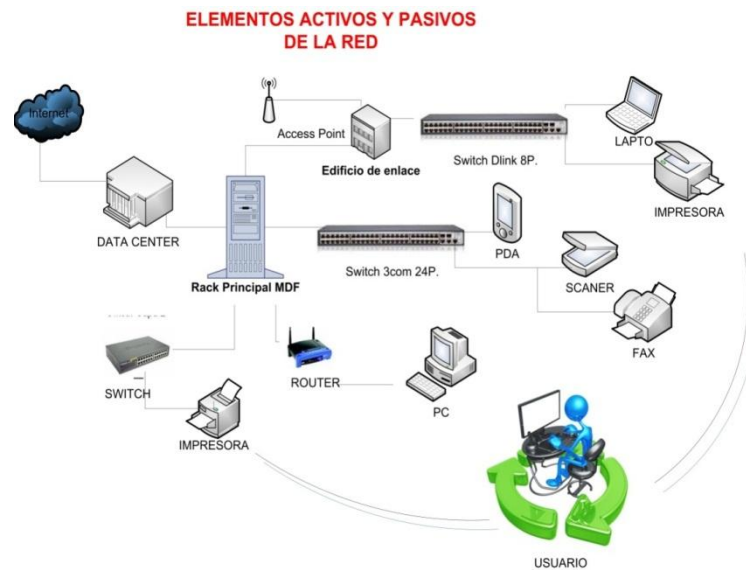 ELEMENTOS ACTIVOS Y PASIVOS
DE LA RED
Internet
Access Point
Edificio de enlace
Switch Dlink 8P.
LAPTO
IMPRESORA
DATA CENTER
Rack Principal MDF
Switch 3com 24P.
PDA
SCANER
FAX
SWITCH
ROUTER
PC
IMPRESORA
USUARIO